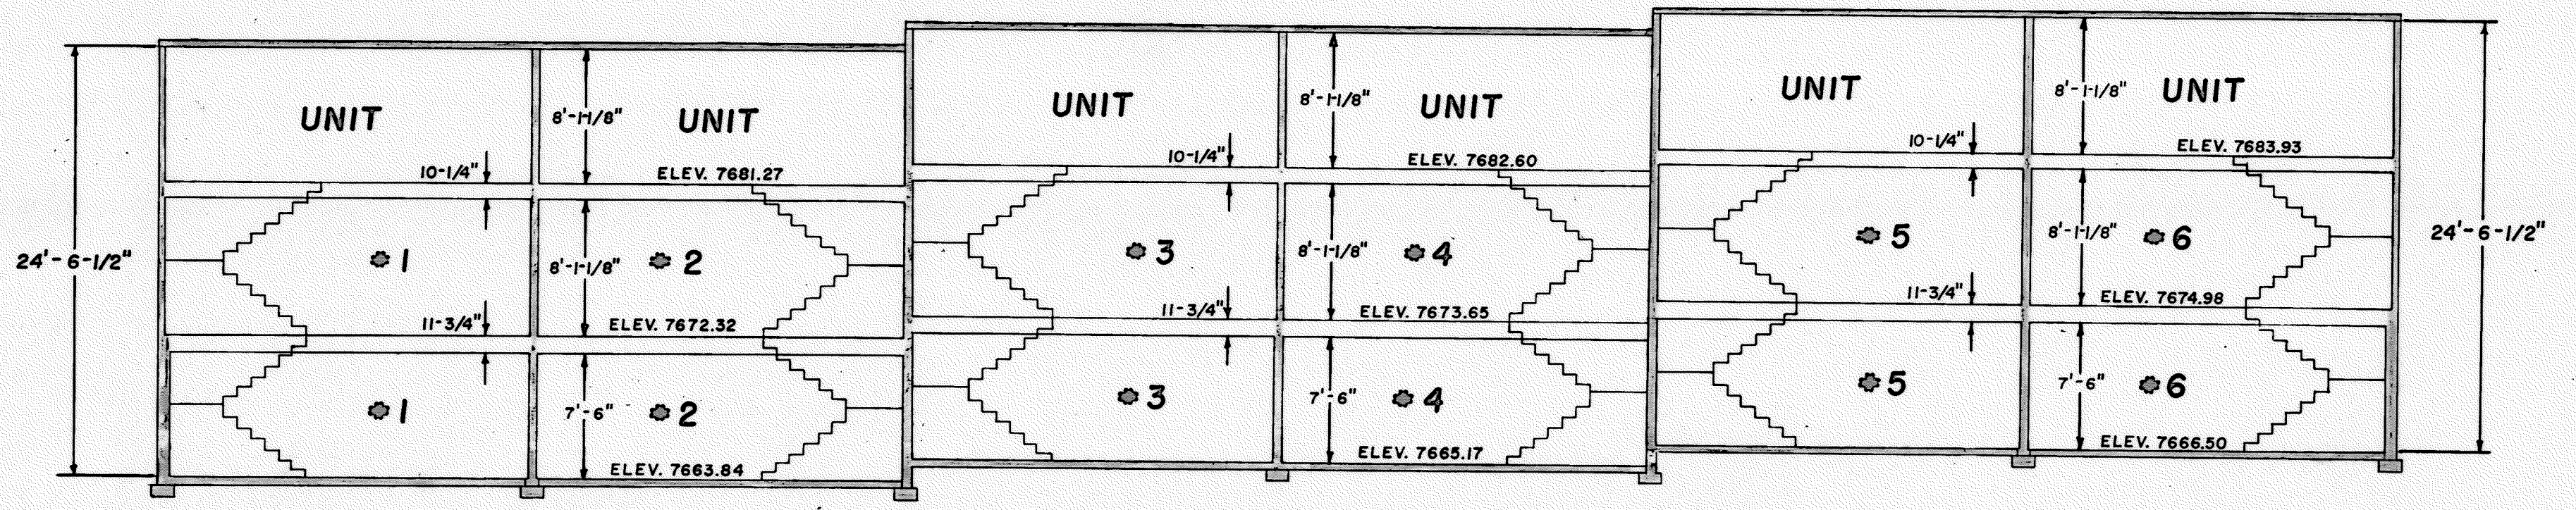 UNIT
UNIT
8'-1-1/8"
10-1/4"
ELEV. 7681.27
1
2
8'-1-1/8"
11-3/4"
ELEV. 7672.32
1
2
7'-6"
ELEV. 7663.84
24'-6-1/2"
UNIT
UNIT
8'-1-1/8"
10-1/4"
ELEV. 7682.60
3
4
8'-1-1/8"
11-3/4"
ELEV. 7673.65
3
4
7'-6"
ELEV. 7665.17
UNIT
UNIT
8'-1-1/8"
10-1/4"
ELEV. 7683.93
5
6
8'-1-1/8"
11-3/4"
ELEV. 7674.98
5
6
7'-6"
ELEV. 7666.50
24'-6-1/2"